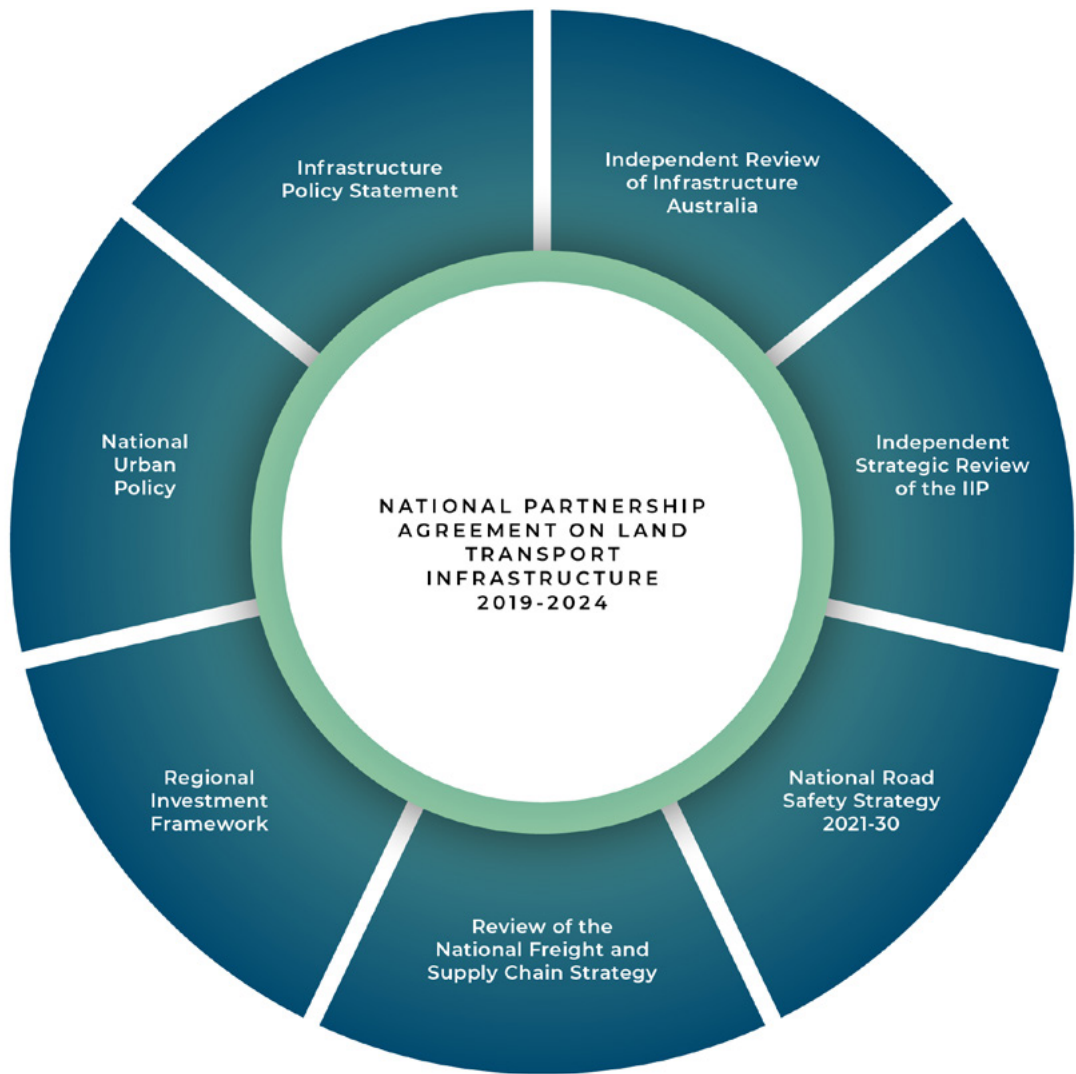 Infrastructure
Policy Statement
Independent Review
of Infrastructure
Australia
National
Urban
Policy
Independent
Strategic Review
of the IIP
NATIONAL PARTNERSHIP
AGREEMENT ON LAND
TRANSPORT
INFRASTRUCTURE
2019-2024
Regional
Investment
Framework
National Road
Safety Strategy
2021-30
Review of the
National Freight and
Supply Chain Strategy